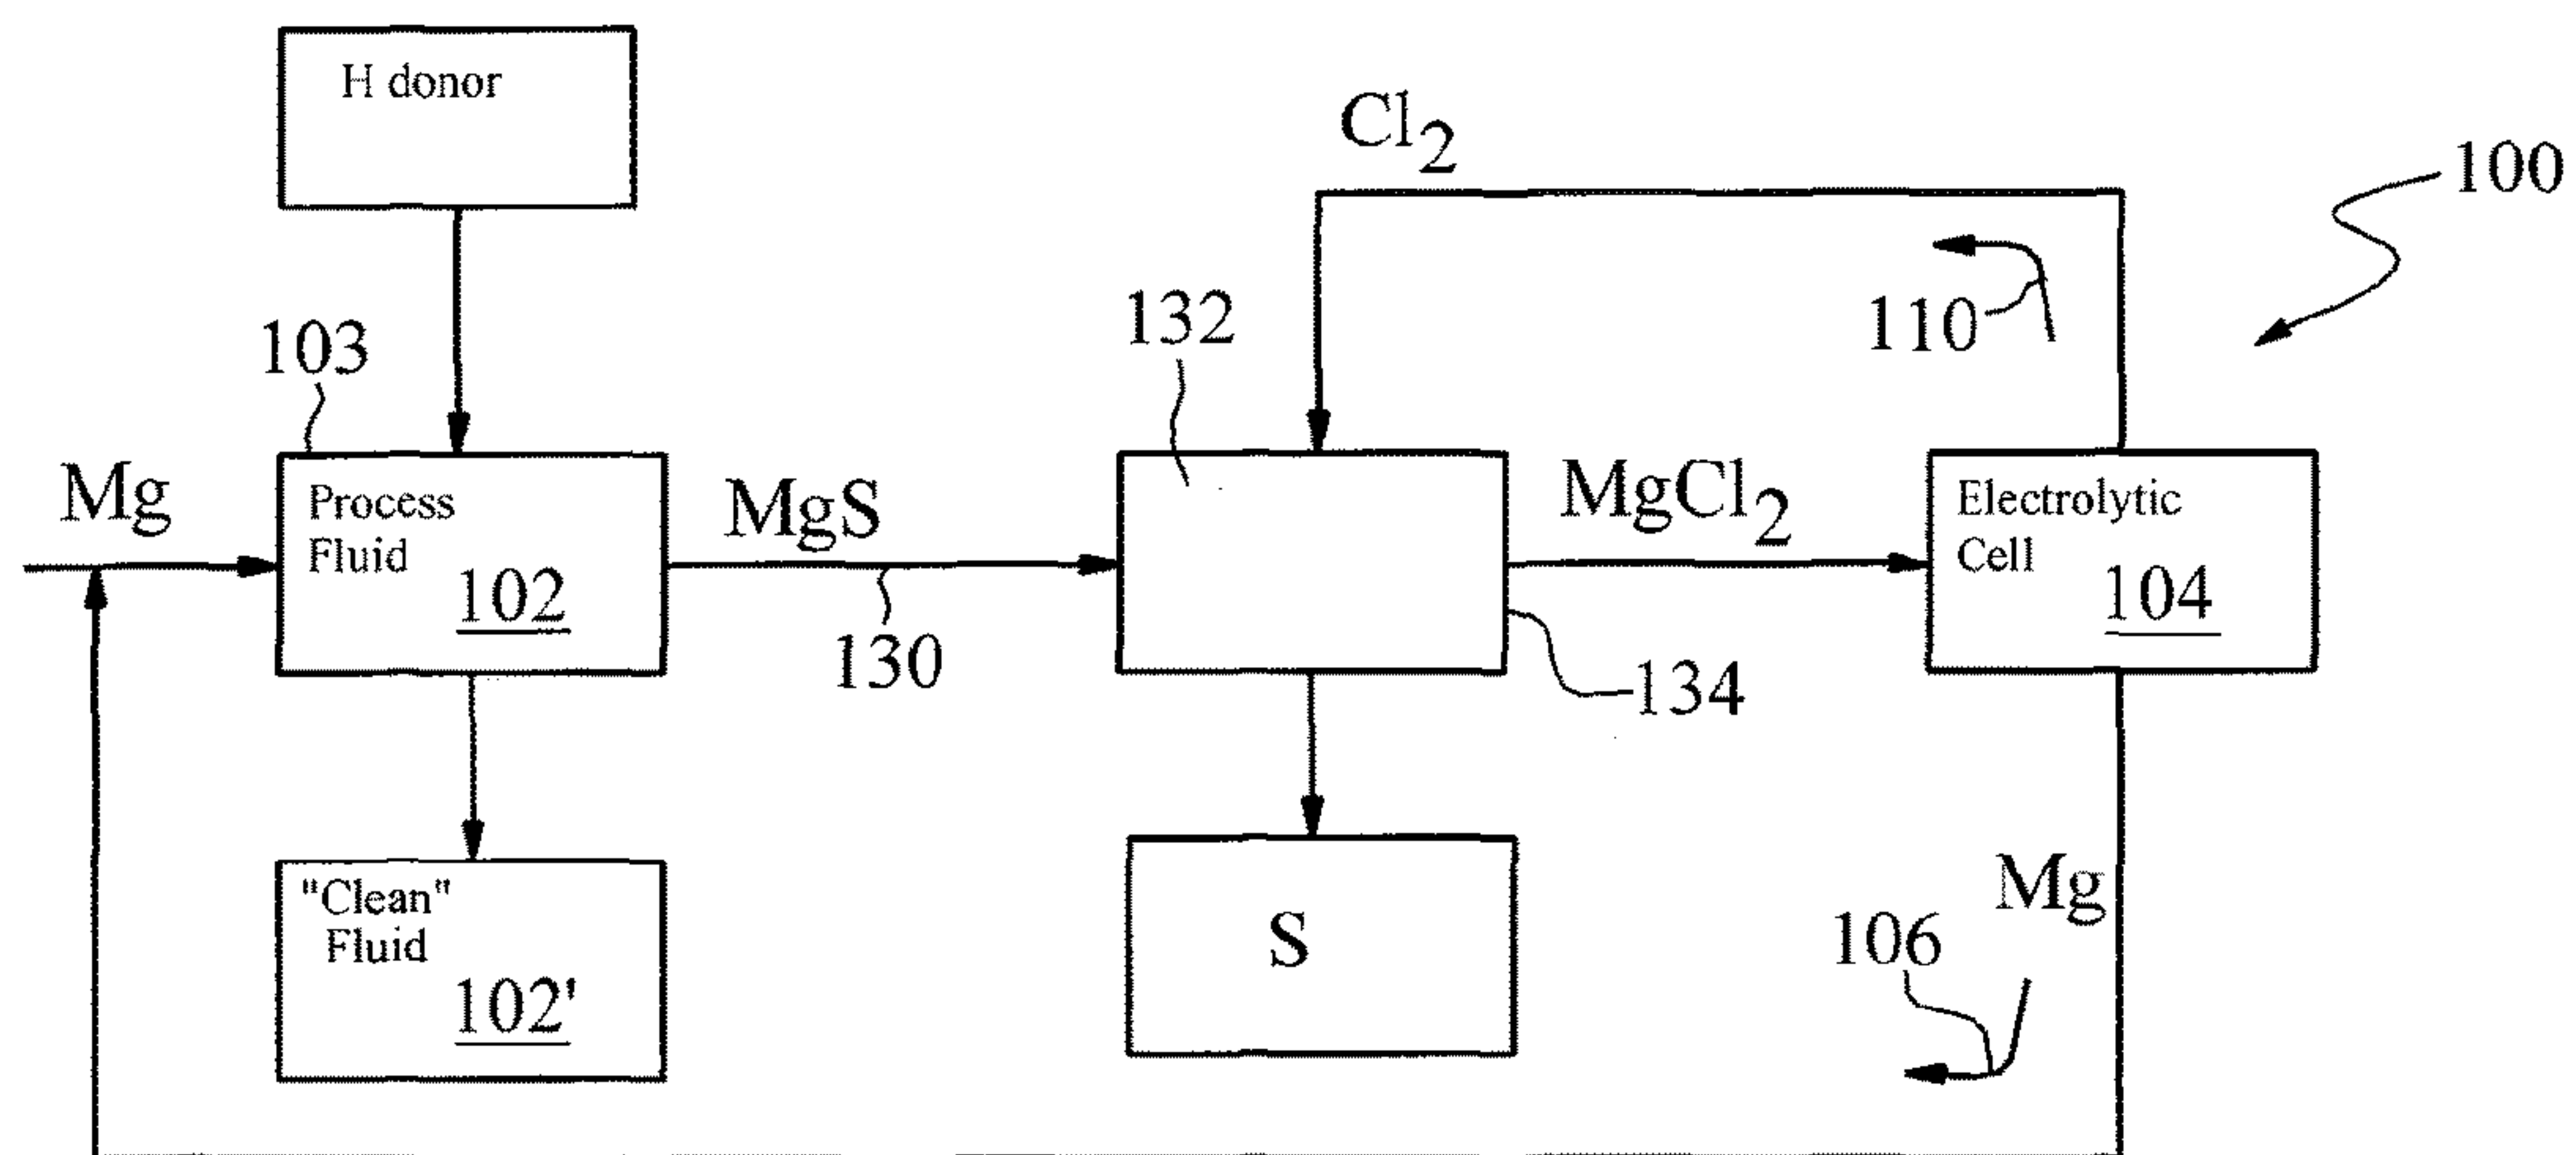 H donor
Cl2
100
110
132
103
Mg
Process
Fluid
102
MgS
130
MgCl2
134
Electrolytic
Cell
104
"Clean"
Fluid
102'
S
Mg
106